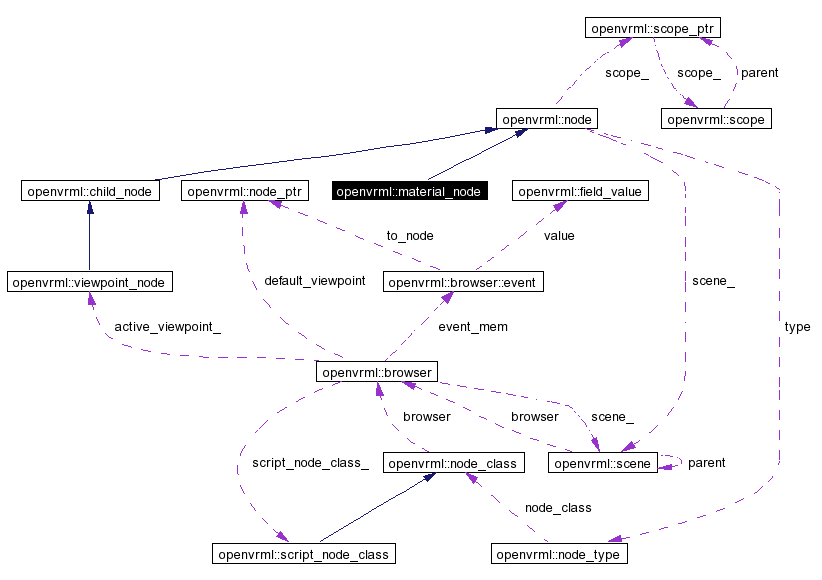 openvrml::scope_ptr
scope_
scope_
parent
openvrml::node
openvrml::scope
openvrml::child_node
openvrml::node_ptr
openvrml::material_node
openvrml::field_value
to_node
value
openvrml::viewpoint_node
default_viewpoint
openvrml::browser::event
scene_
active_viewpoint_
event_mem
type
openvrml::browser
browser
browser
scene_
script_node_class_
openvrml::node_class
openvrml::scene
parent
node_class
openvrml::script_node_class
openvrml::node_type